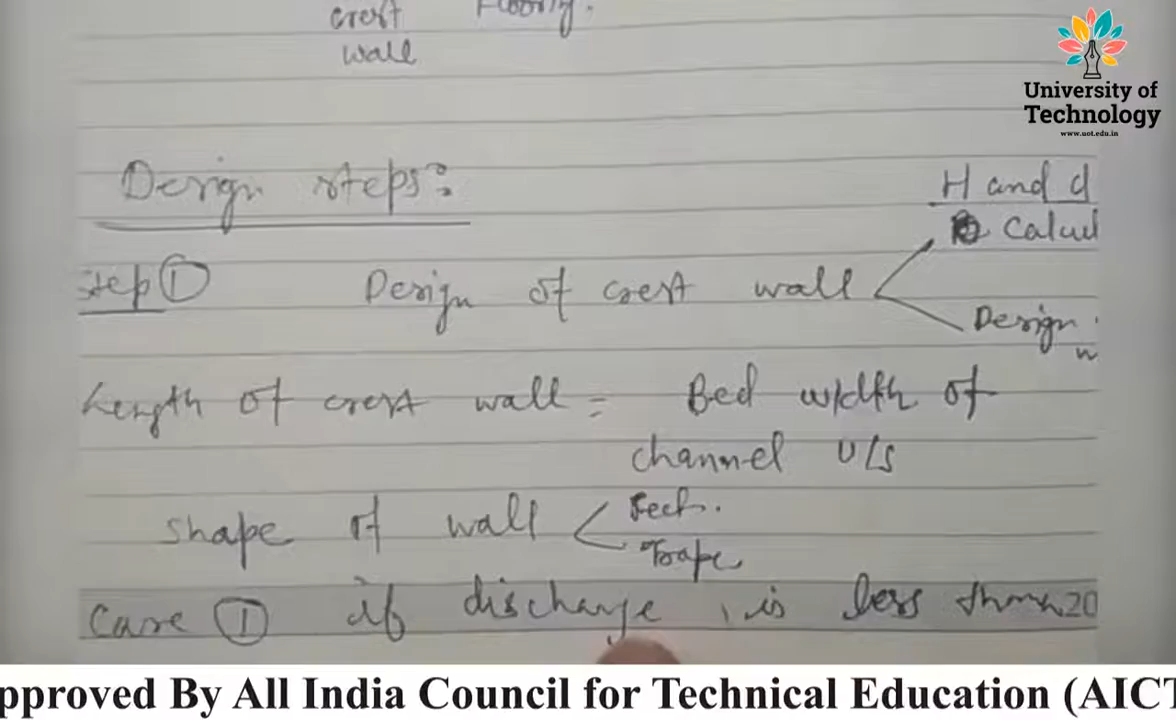 crest Flooring.
wall
University of
Technology
www.uot.edu.in
Design steps:
H and d
Calcul
Step ① Design of crest wall
Design
w
Length of crest wall = Bed width of
channel U/S
Shape of wall Rect.
Trape
Case ① if discharge is less than 20
pproved By All India Council for Technical Education (AICT